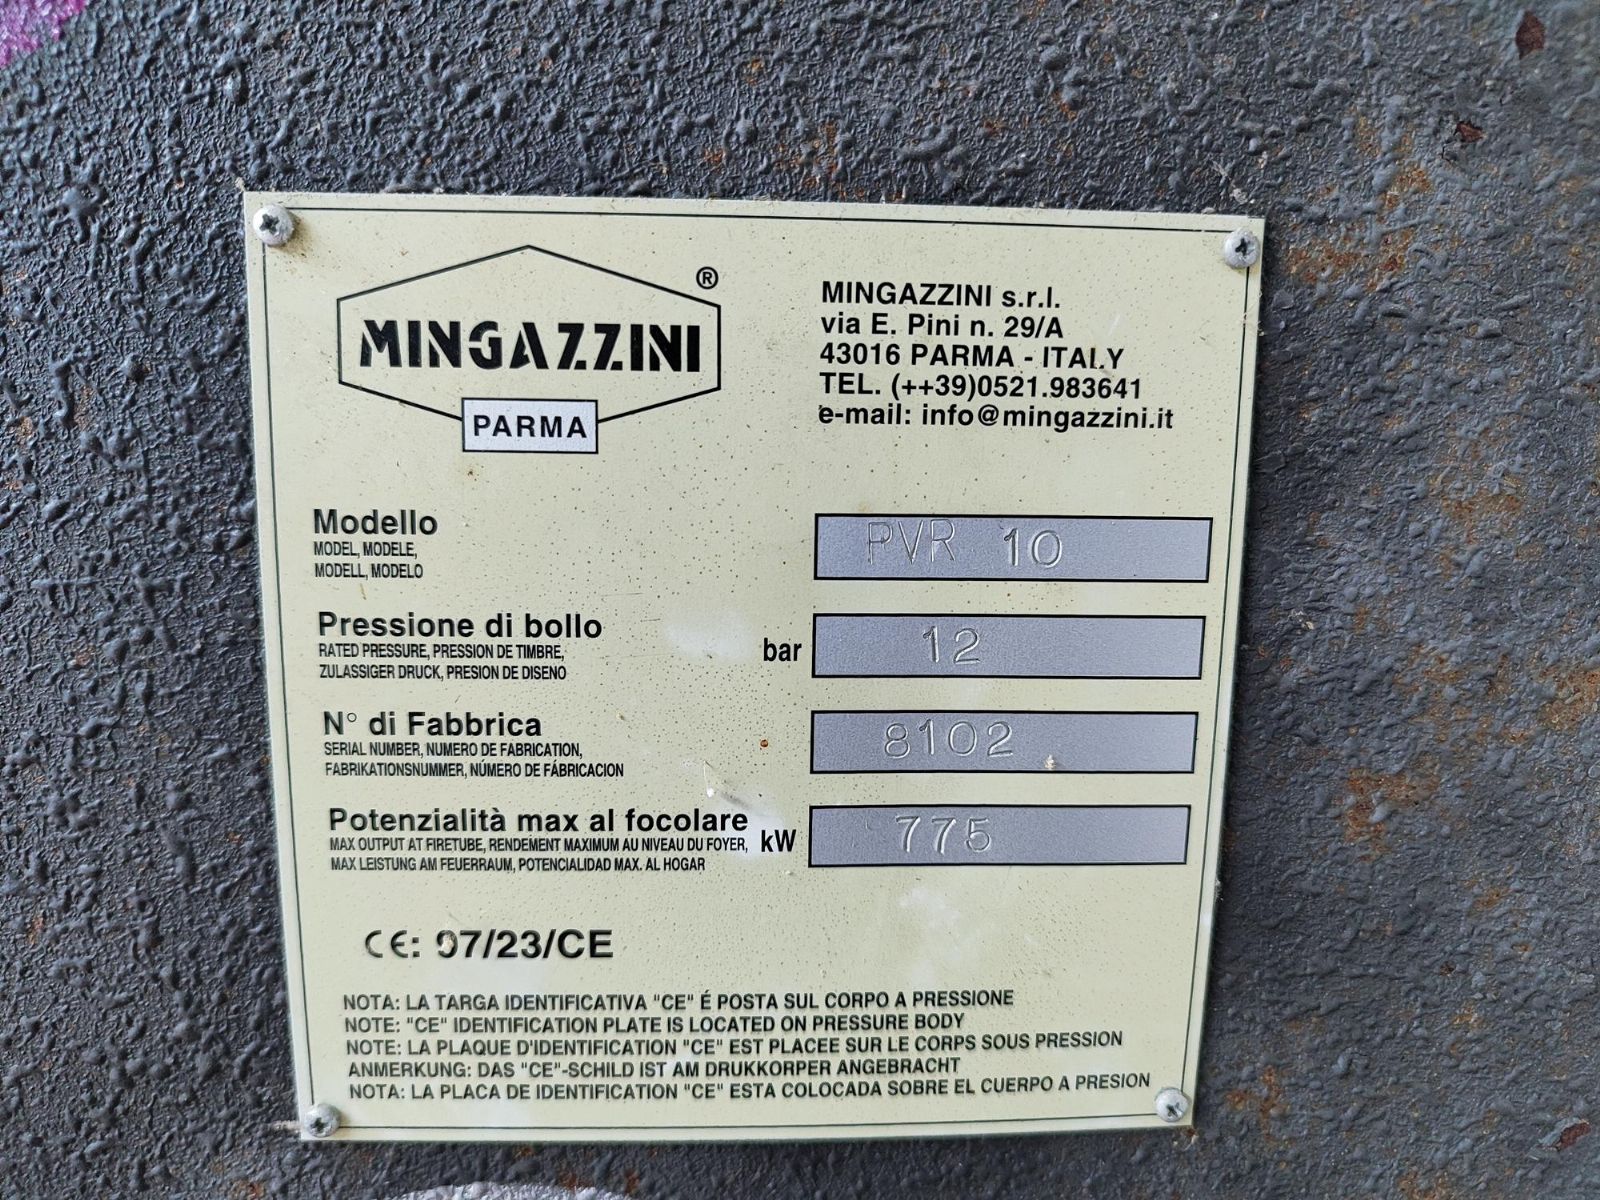 MINGAZZINI ®
PARMA
MINGAZZINI s.r.l.
via E. Pini n. 29/A
43016 PARMA - ITALY
TEL. (++39)0521.983641
e-mail: info@mingazzini.it
Modello
MODEL, MODELE,
MODELL, MODELO
PVR 10
Pressione di bollo
RATED PRESSURE, PRESSION DE TIMBRE,
ZULASSIGER DRUCK, PRESION DE DISENO
bar 12
N° di Fabbrica
SERIAL NUMBER, NUMERO DE FABRICATION,
FABRIKATIONSNUMMER, NÚMERO DE FÁBRICACION
8102
Potenzialità max al focolare
MAX OUTPUT AT FIRETUBE, RENDEMENT MAXIMUM AU NIVEAU DU FOYER,
MAX LEISTUNG AM FEUERRAUM, POTENCIALIDAD MAX. AL HOGAR
kW 775
CE: 97/23/CE
NOTA: LA TARGA IDENTIFICATIVA "CE" É POSTA SUL CORPO A PRESSIONE
NOTE: "CE" IDENTIFICATION PLATE IS LOCATED ON PRESSURE BODY
NOTE: LA PLAQUE D'IDENTIFICATION "CE" EST PLACEE SUR LE CORPS SOUS PRESSION
ANMERKUNG: DAS "CE"-SCHILD IST AM DRUKKORPER ANGEBRACHT
NOTA: LA PLACA DE IDENTIFICATION "CE" ESTA COLOCADA SOBRE EL CUERPO A PRESION